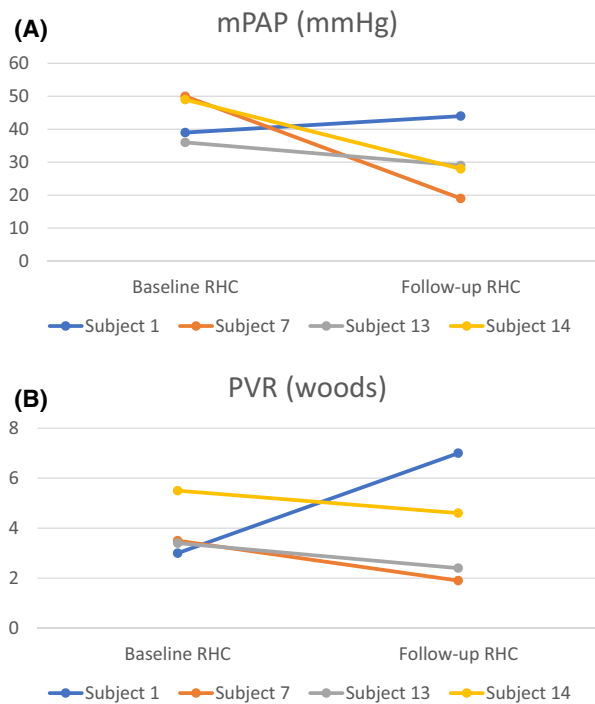 (A)
mPAP (mmHg)
60
50
40
30
20
10
0
Baseline RHC Follow-up RHC
Subject 1 Subject 7 Subject 13 Subject 14
(B)
PVR (woods)
8
6
4
2
0
Baseline RHC Follow-up RHC
Subject 1 Subject 7 Subject 13 Subject 14